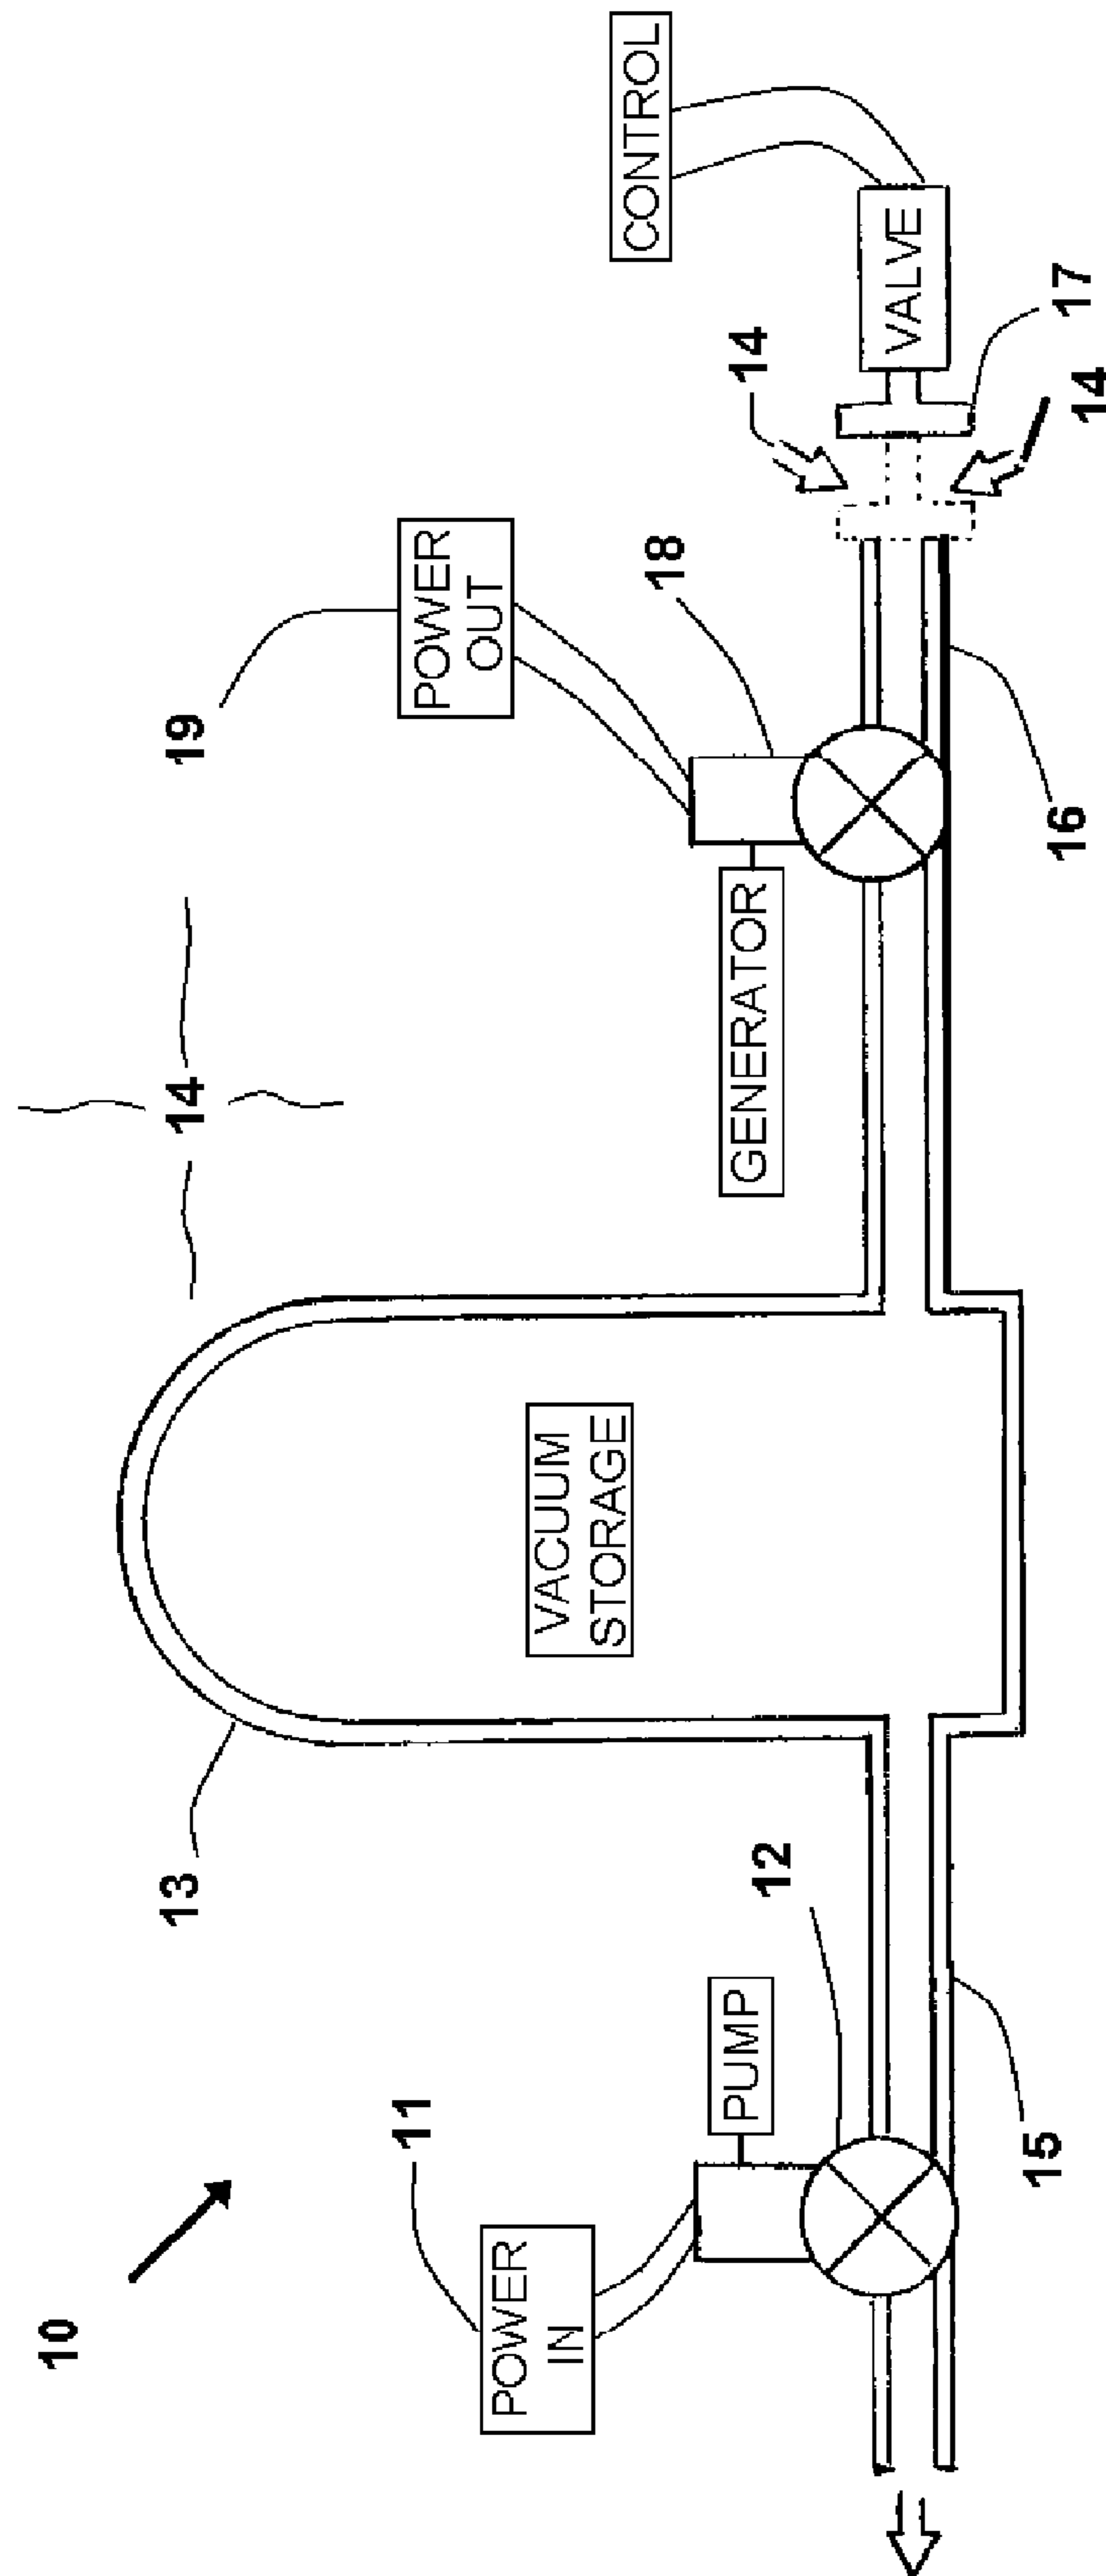 10
POWER
IN
11
PUMP
12
15
13
VACUUM
STORAGE
14
19
POWER
OUT
GENERATOR
18
16
14
14
17
VALVE
CONTROL